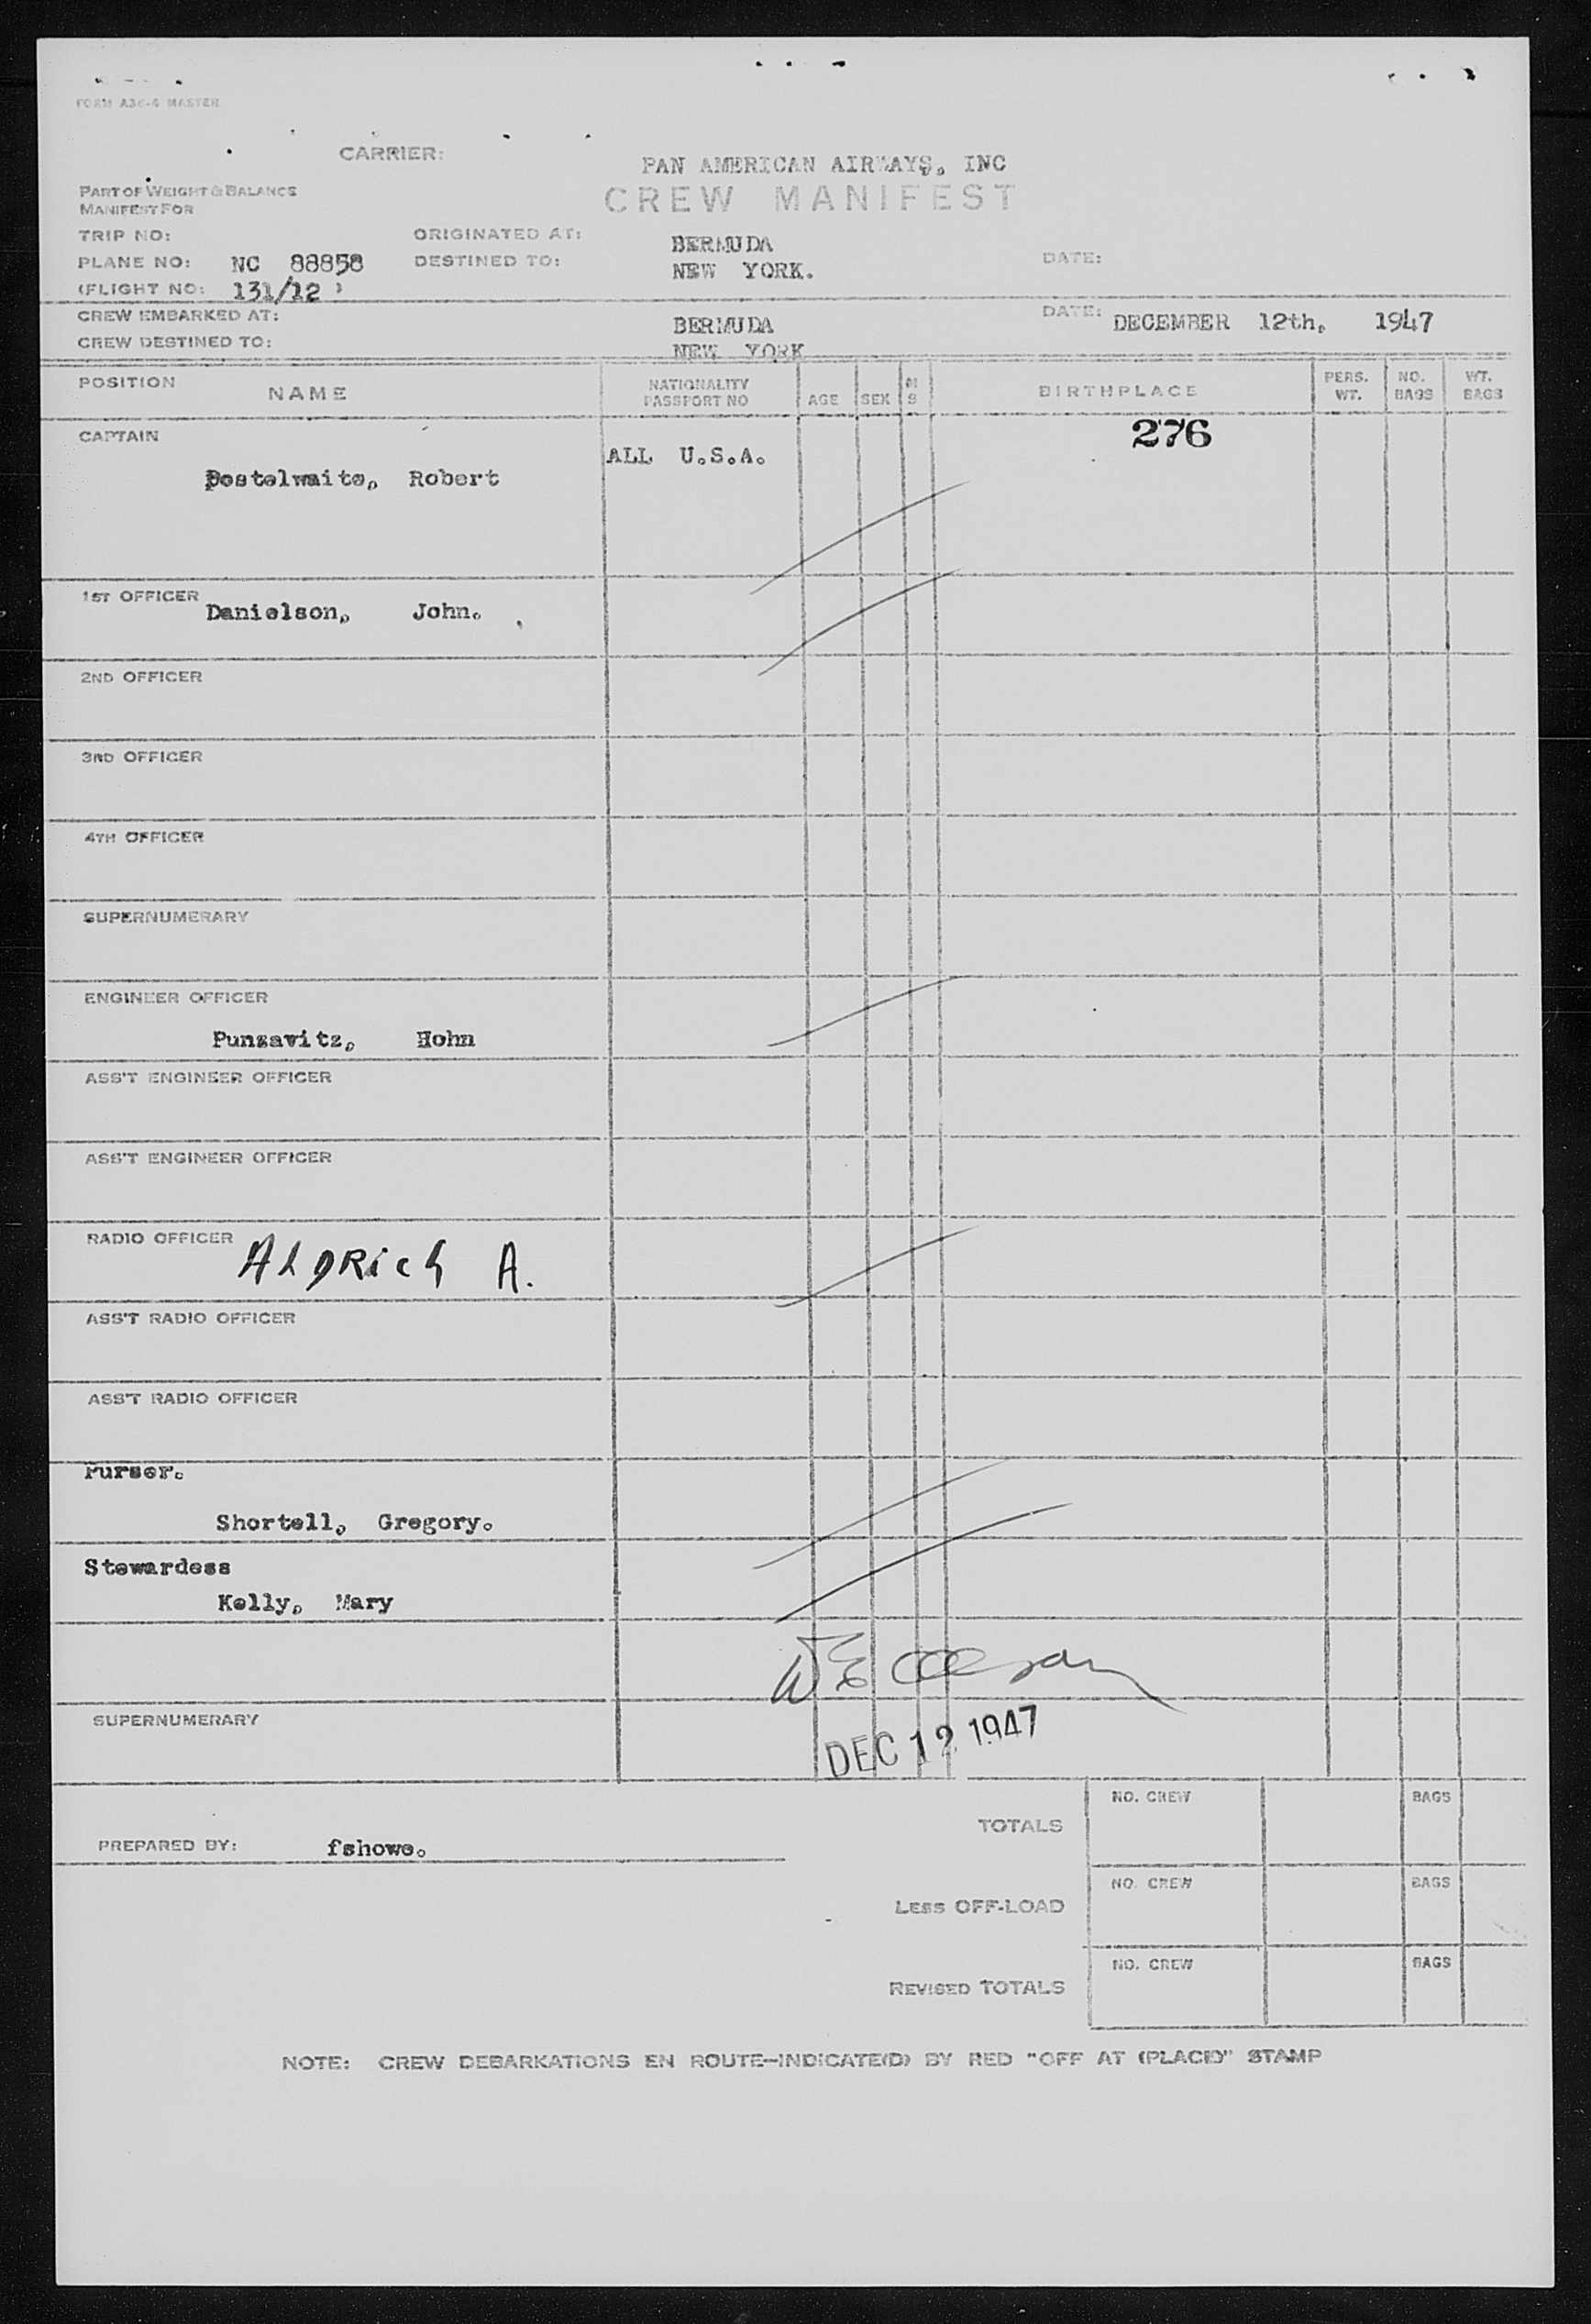 FORM A36-6 MASTER
CARRIER: PAN AMERICAN AIRWAYS, INC
PART OF WEIGHT & BALANCE
MANIFEST FOR
CREW MANIFEST
TRIP NO: ORIGINATED AT: BERMUDA
PLANE NO: NC 88858 DESTINED TO: NEW YORK. DATE:
(FLIGHT NO: 131/12 )
CREW EMBARKED AT: BERMUDA DATE: DECEMBER 12th, 1947
CREW DESTINED TO: NEW YORK
POSITION NAME NATIONALITY PASSPORT NO AGE SEX M S BIRTHPLACE PERS. WT. NO. BAGS WT. BAGS
276
CAPTAIN
ALL U.S.A.
Postelwaite, Robert
1ST OFFICER
Danielson, John.
2ND OFFICER
3RD OFFICER
4TH OFFICER
SUPERNUMERARY
ENGINEER OFFICER
Punzavitz, Hohn
ASS'T ENGINEER OFFICER
ASS'T ENGINEER OFFICER
RADIO OFFICER
ALDRich A.
ASS'T RADIO OFFICER
ASS'T RADIO OFFICER
Purser.
Shortell, Gregory.
Stewardess
Kelly, Mary
SUPERNUMERARY
DEC 12 1947
TOTALS NO. CREW BAGS
PREPARED BY: fshowe.
LESS OFF-LOAD NO. CREW BAGS
REVISED TOTALS NO. CREW BAGS
NOTE: CREW DEBARKATIONS EN ROUTE-INDICATE(D) BY RED "OFF AT (PLACE)" STAMP